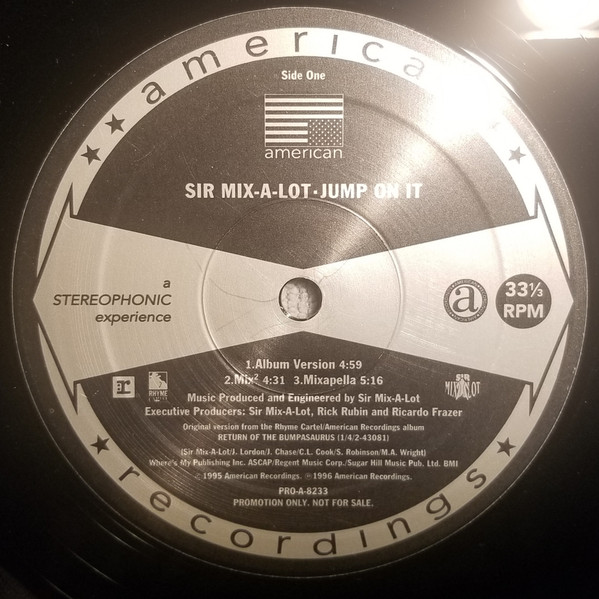 american
Side One
american
SIR MIX-A-LOT·JUMP ON IT
a
STEREOPHONIC
experience
a
33⅓
RPM
1.Album Version 4:59
2.Mix² 4:31 3.Mixapella 5:16
r
RHYME
SIR
MIX-A-LOT
Music Produced and Engineered by Sir Mix-A-Lot
Executive Producers: Sir Mix-A-Lot, Rick Rubin and Ricardo Frazer
Original version from the Rhyme Cartel/American Recordings album
RETURN OF THE BUMPASAURUS (1/4/2-43081)
(Sir Mix-A-Lot/J. Lordon/J. Chase/C.L. Cook/S. Robinson/M.A. Wright)
Where's My Publishing Inc. ASCAP/Regent Music Corp./Sugar Hill Music Pub. Ltd. BMI
℗ 1995 American Recordings. ©1996 American Recordings.
PRO-A-8233
PROMOTION ONLY. NOT FOR SALE.
recordings